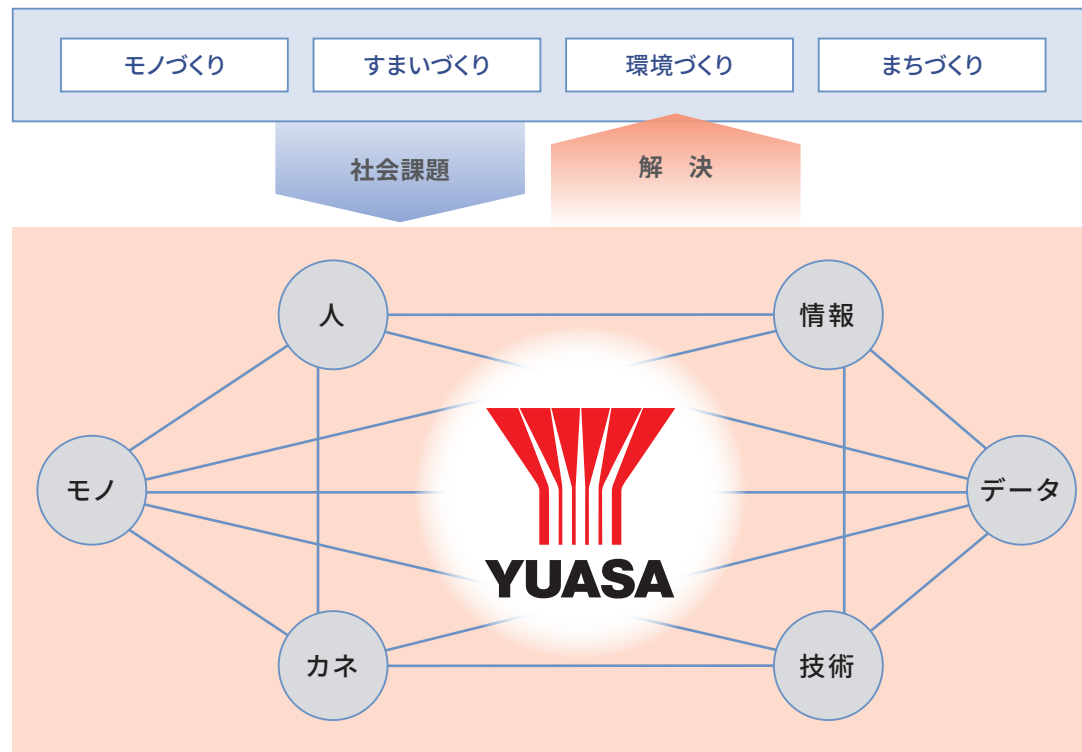 モノづくり
すまいづくり
環境づくり
まちづくり
社会課題
解　決
人
情報
モノ
データ
YUASA
カネ
技術